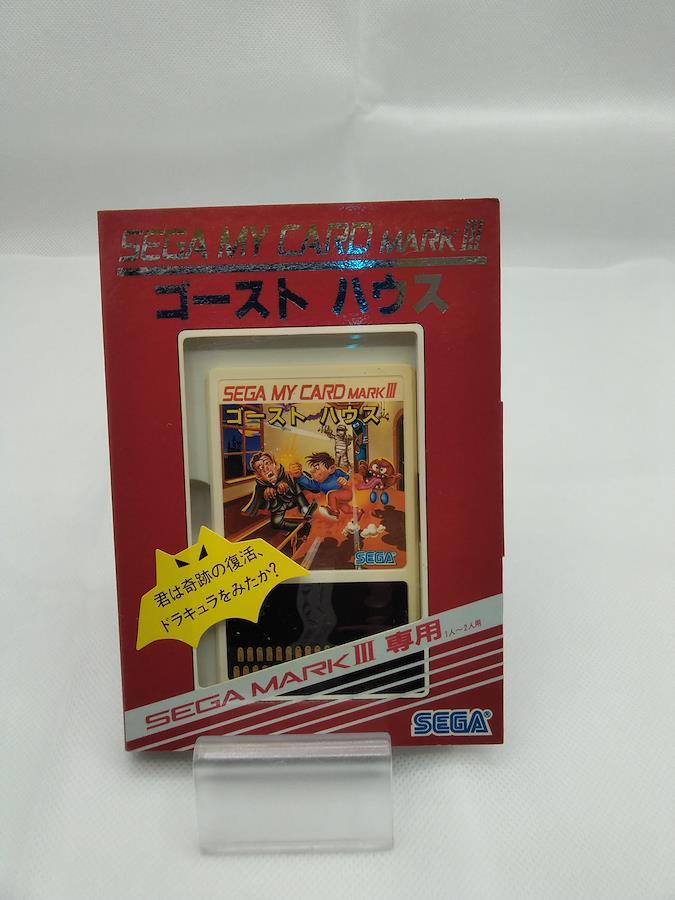 SEGA MY CARD MARK III
ゴースト ハウス
SEGA MY CARD MARK III
ゴースト ハウス
SEGA
君は奇跡の復活、
ドラキュラをみたか?
SEGA MARK III 専用 1人~2人用
SEGA®